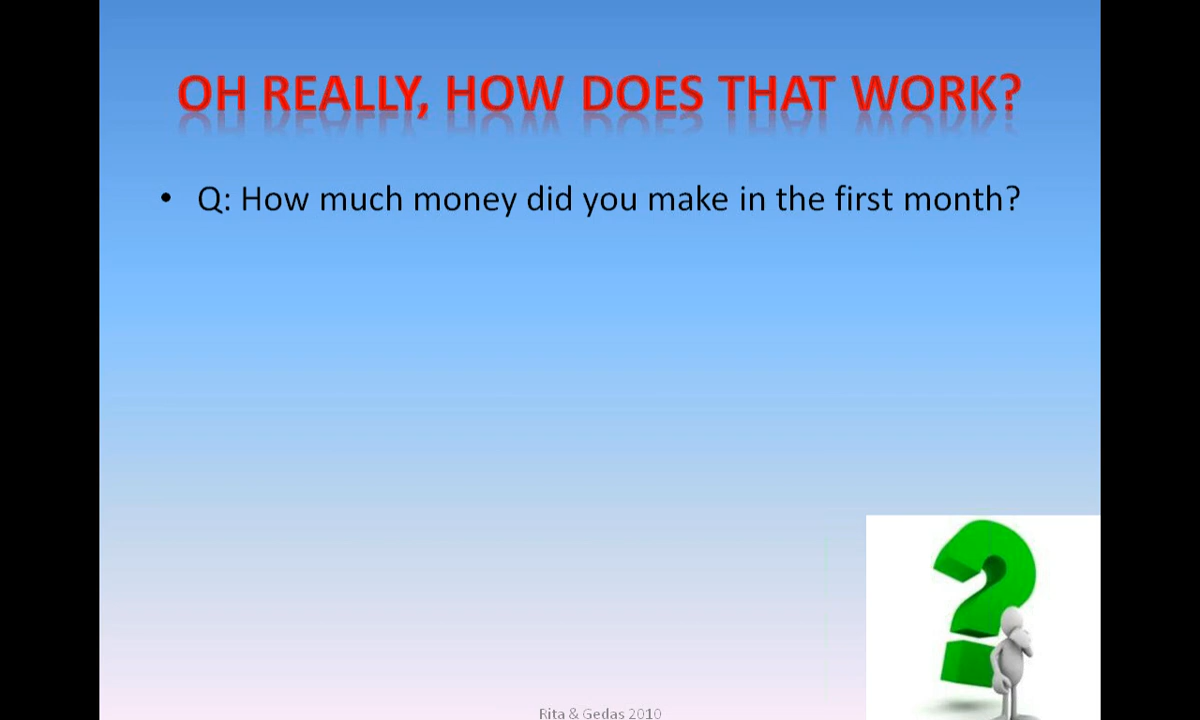 OH REALLY, HOW DOES THAT WORK?
• Q: How much money did you make in the first month?
Rita & Gedas 2010